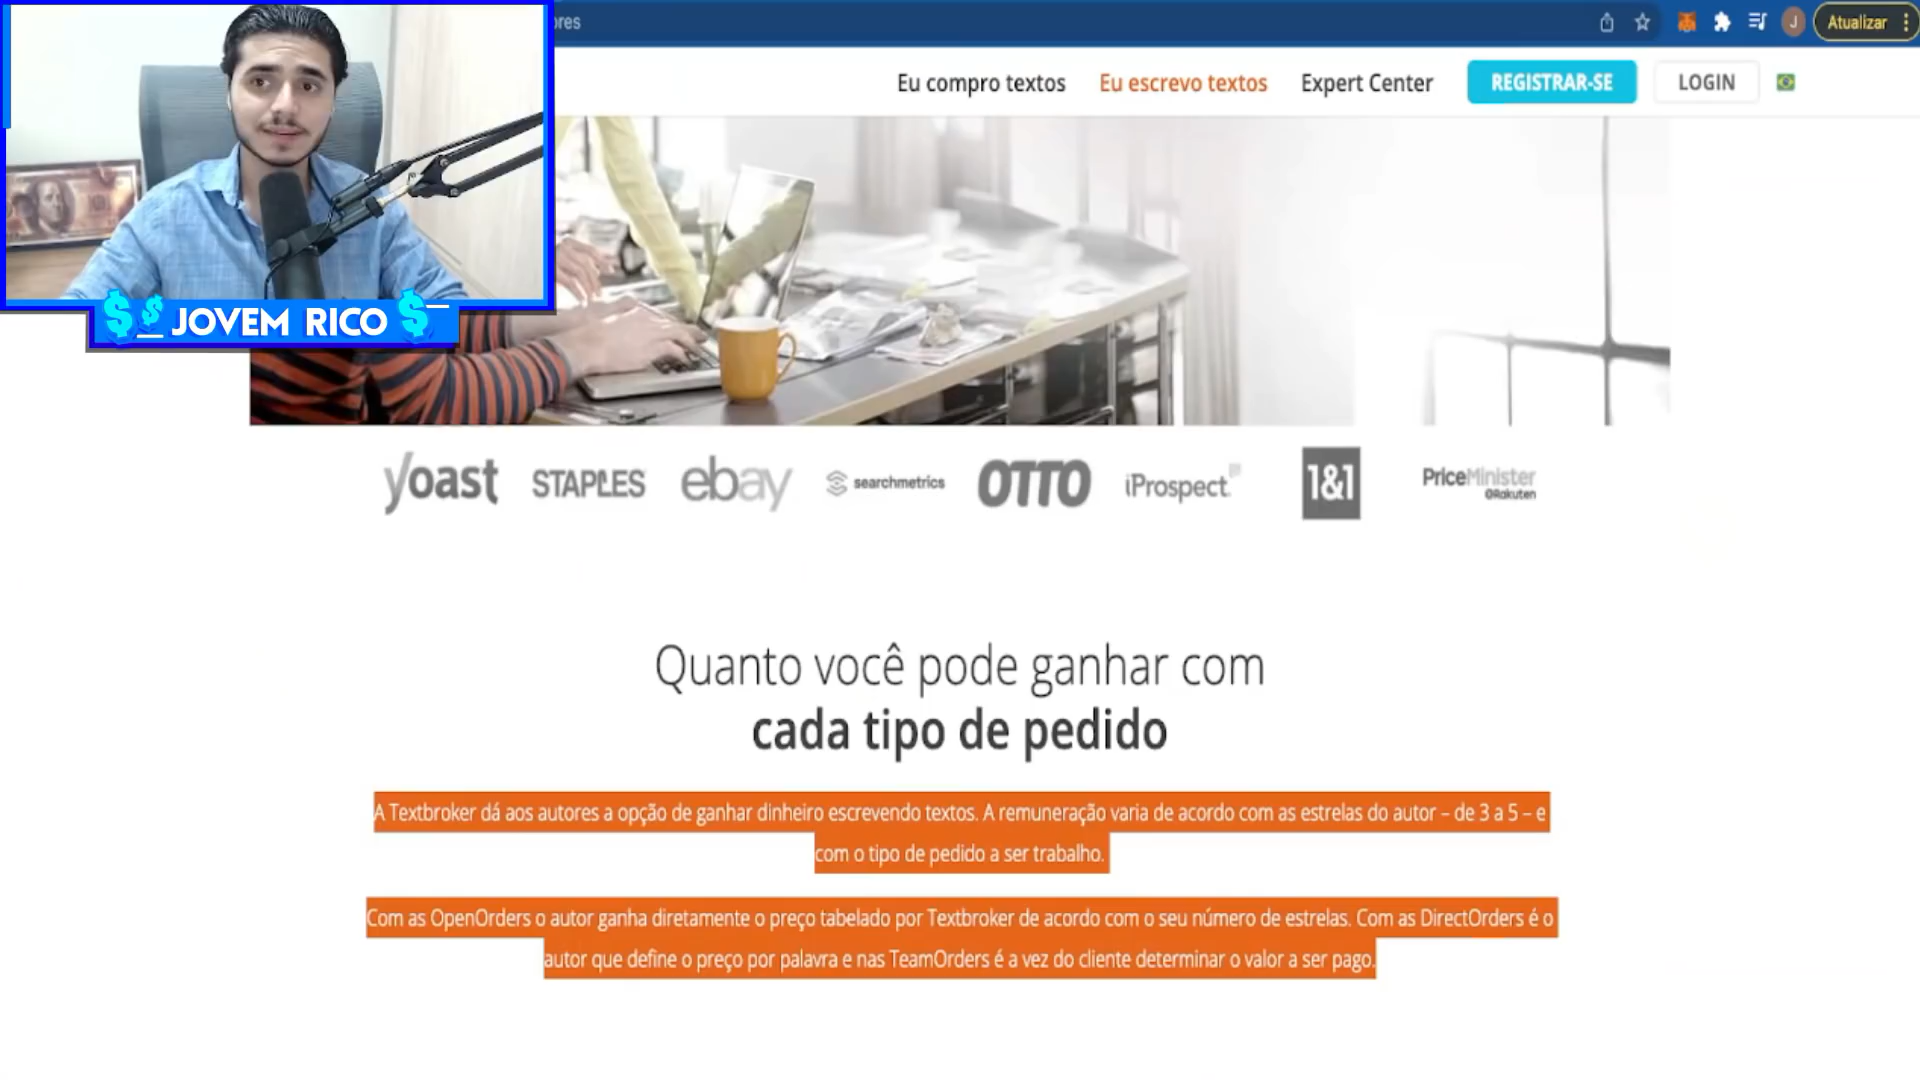 ores
Atualizar
J
Eu compro textos
Eu escrevo textos
Expert Center
REGISTRAR-SE
LOGIN
$ $ JOVEM RICO $
yoast
STAPLES
ebay
searchmetrics
OTTO
iProspect
1&1
PriceMinister
@Rakuten
Quanto você pode ganhar com
cada tipo de pedido
A Textbroker dá aos autores a opção de ganhar dinheiro escrevendo textos. A remuneração varia de acordo com as estrelas do autor – de 3 a 5 – e
com o tipo de pedido a ser trabalho.
Com as OpenOrders o autor ganha diretamente o preço tabelado por Textbroker de acordo com o seu número de estrelas. Com as DirectOrders é o
autor que define o preço por palavra e nas TeamOrders é a vez do cliente determinar o valor a ser pago.